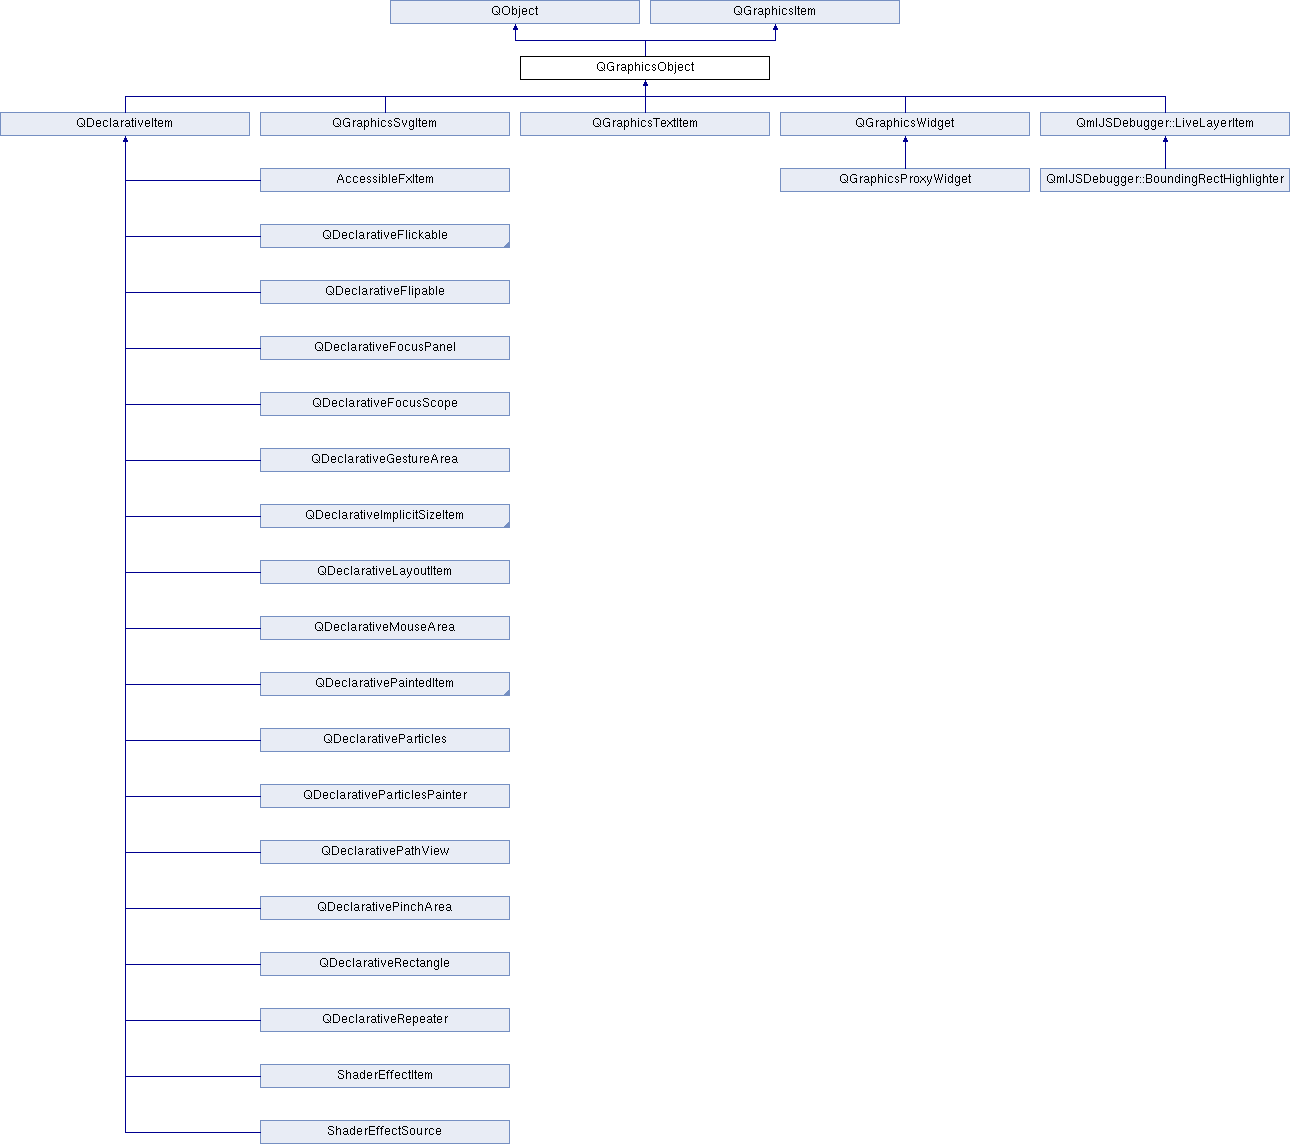 QObject
QGraphicsItem
QGraphicsObject
QDeclarativeItem
QGraphicsSvgItem
QGraphicsTextItem
QGraphicsWidget
QmlJSDebugger::LiveLayerItem
AccessibleFxItem
QGraphicsProxyWidget
QmlJSDebugger::BoundingRectHighlighter
QDeclarativeFlickable
QDeclarativeFlipable
QDeclarativeFocusPanel
QDeclarativeFocusScope
QDeclarativeGestureArea
QDeclarativeImplicitSizeItem
QDeclarativeLayoutItem
QDeclarativeMouseArea
QDeclarativePaintedItem
QDeclarativeParticles
QDeclarativeParticlesPainter
QDeclarativePathView
QDeclarativePinchArea
QDeclarativeRectangle
QDeclarativeRepeater
ShaderEffectItem
ShaderEffectSource